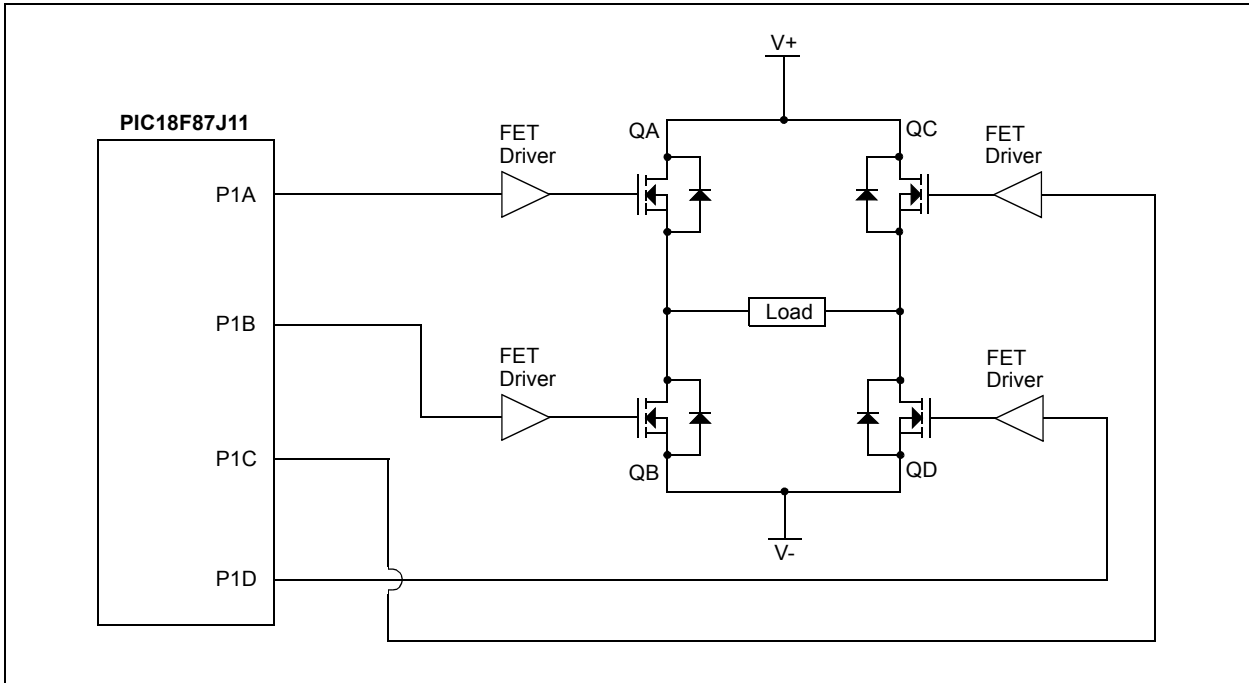 V+
PIC18F87J11
FET
Driver
QA
QC
FET
Driver
P1A
Load
P1B
FET
Driver
FET
Driver
P1C
QB
QD
V-
P1D